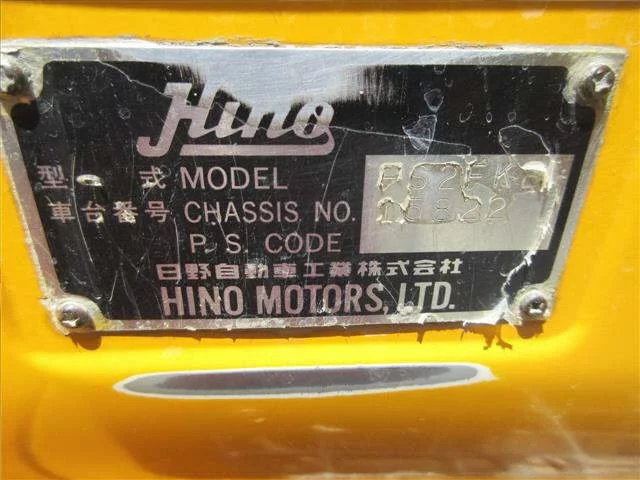 Hino
型 式 MODEL
車台番号 CHASSIS NO. 15822
P. S. CODE
日野自動車工業株式会社
HINO MOTORS, LTD.